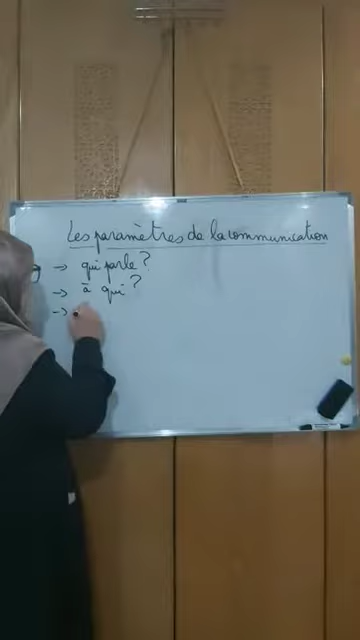 Les paramètres de la communication
→ qui parle ?
→ à qui ?
→